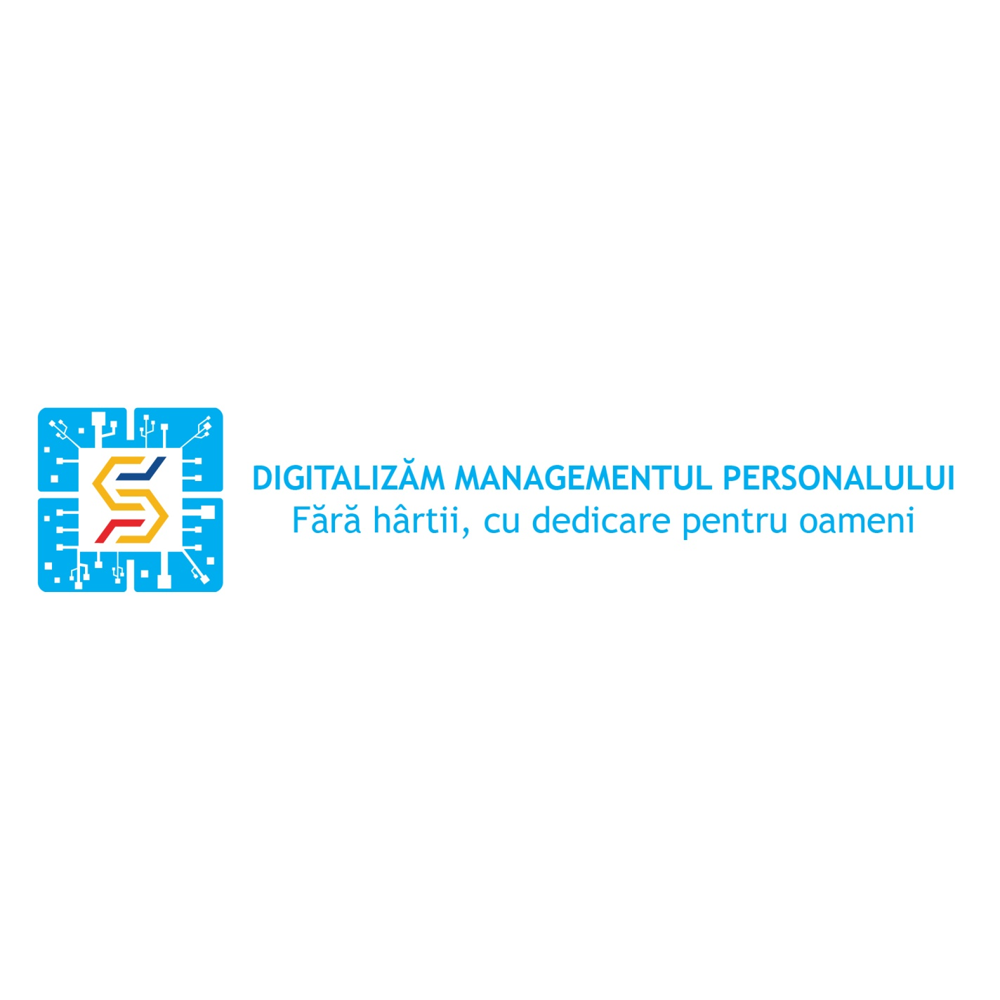 DIGITALIZĂM MANAGEMENTUL PERSONALULUI
Fără hârtii, cu dedicare pentru oameni